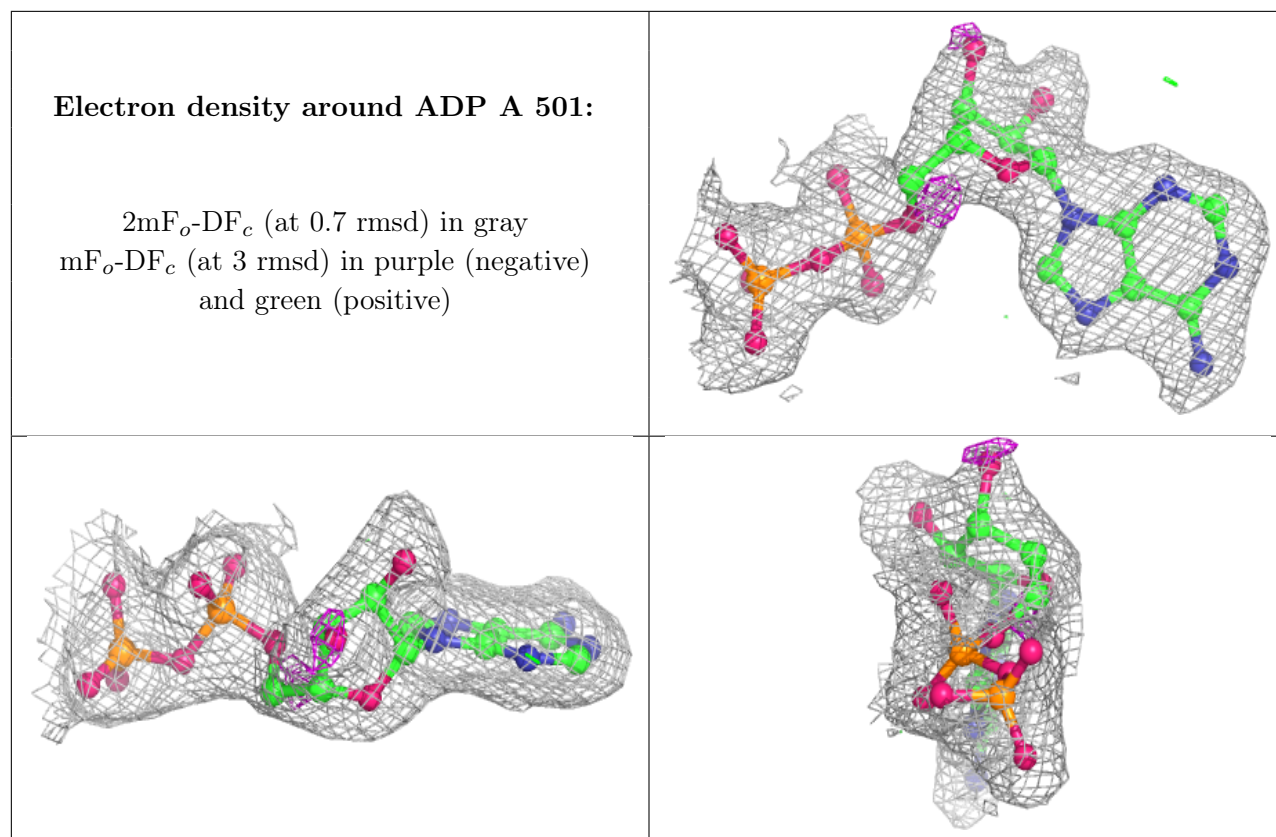 Electron density around ADP A 501:
2mFo-DFc (at 0.7 rmsd) in gray
mFo-DFc (at 3 rmsd) in purple (negative)
and green (positive)